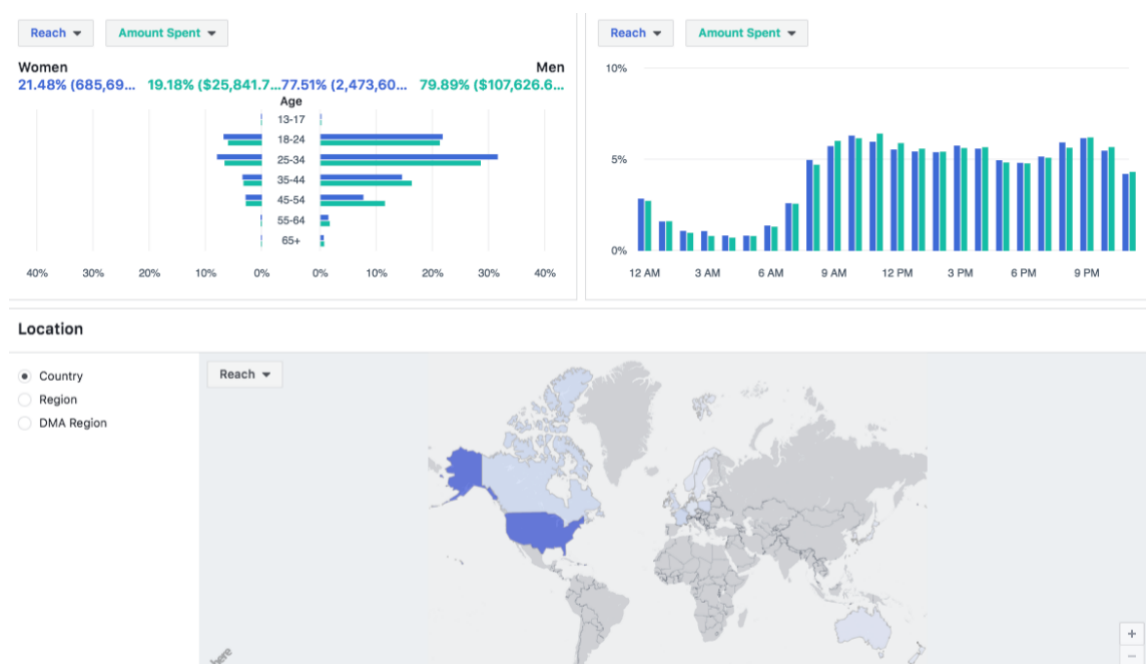 Reach Amount Spent
Women Men
21.48% (685,69... 19.18% ($25,841.7... 77.51% (2,473,60... 79.89% ($107,626.6...
Age
13-17
18-24
25-34
35-44
45-54
55-64
65+
40% 30% 20% 10% 0% 0% 10% 20% 30% 40%
Reach Amount Spent
10%
5%
0%
12 AM 3 AM 6 AM 9 AM 12 PM 3 PM 6 PM 9 PM
Location
Country
Region
DMA Region
Reach
here
+
−